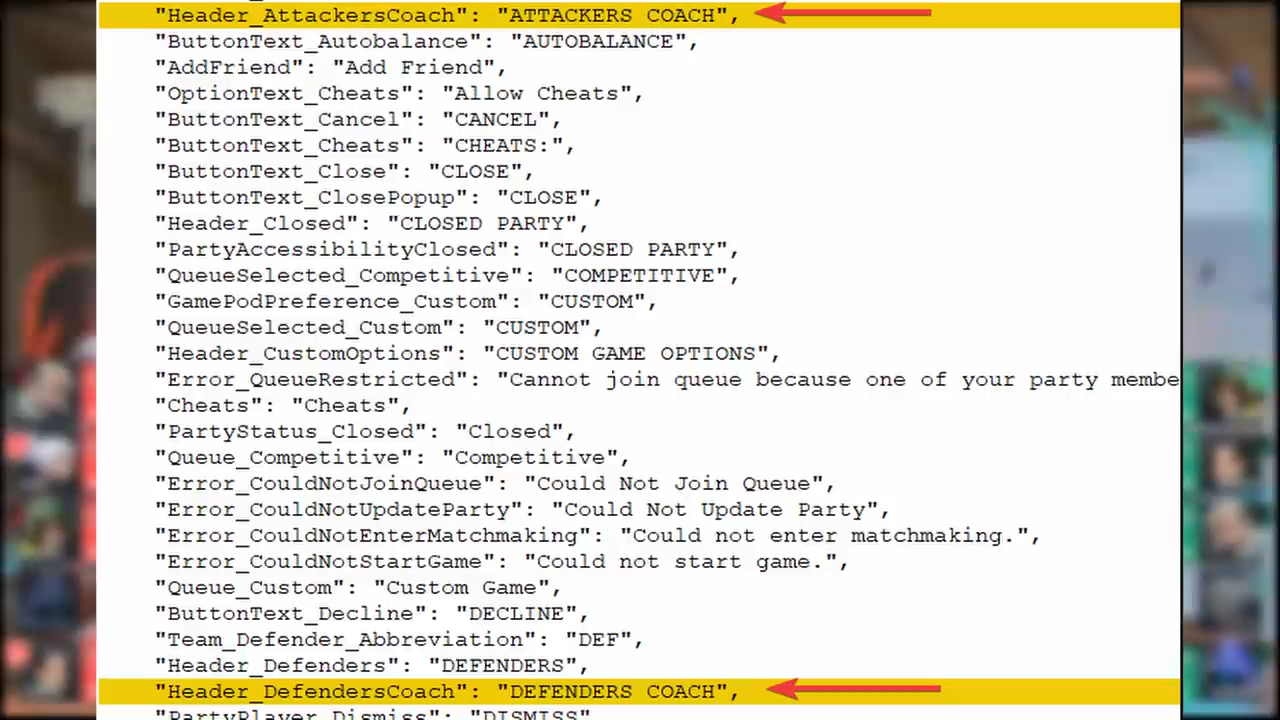 "Header_AttackersCoach": "ATTACKERS COACH",
"ButtonText_Autobalance": "AUTOBALANCE",
"AddFriend": "Add Friend",
"OptionText_Cheats": "Allow Cheats",
"ButtonText_Cancel": "CANCEL",
"ButtonText_Cheats": "CHEATS:",
"ButtonText_Close": "CLOSE",
"ButtonText_ClosePopup": "CLOSE",
"Header_Closed": "CLOSED PARTY",
"PartyAccessibilityClosed": "CLOSED PARTY",
"QueueSelected_Competitive": "COMPETITIVE",
"GamePodPreference_Custom": "CUSTOM",
"QueueSelected_Custom": "CUSTOM",
"Header_CustomOptions": "CUSTOM GAME OPTIONS",
"Error_QueueRestricted": "Cannot join queue because one of your party membe
"Cheats": "Cheats",
"PartyStatus_Closed": "Closed",
"Queue_Competitive": "Competitive",
"Error_CouldNotJoinQueue": "Could Not Join Queue",
"Error_CouldNotUpdateParty": "Could Not Update Party",
"Error_CouldNotEnterMatchmaking": "Could not enter matchmaking.",
"Error_CouldNotStartGame": "Could not start game.",
"Queue_Custom": "Custom Game",
"ButtonText_Decline": "DECLINE",
"Team_Defender_Abbreviation": "DEF",
"Header_Defenders": "DEFENDERS",
"Header_DefendersCoach": "DEFENDERS COACH",
"PartyPlayer_Dismiss": "DISMISS"